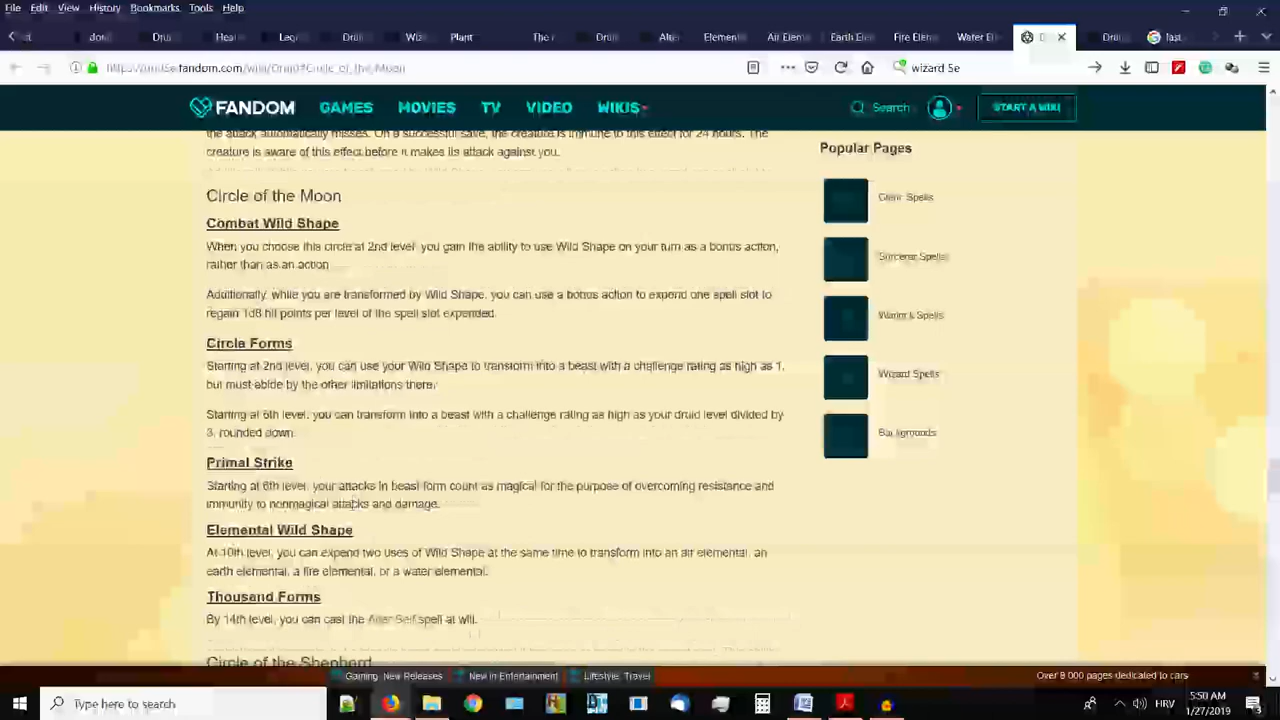 File Edit View History Bookmarks Tools Help
Plant
Air Elem
Earth Elem
Fire Elem
Water El
fast
wizard Se
FANDOM GAMES MOVIES TV VIDEO WIKIS Search START A WIKI
the attack automatically misses. On a successful save, the creature is immune to this effect for 24 hours. The
creature is aware of this effect before it makes its attack against you.
Popular Pages
Cleric Spells
Sorcerer Spells
Warlock Spells
Wizard Spells
Backgrounds
Circle of the Moon
Combat Wild Shape
When you choose this circle at 2nd level, you gain the ability to use Wild Shape on your turn as a bonus action,
rather than as an action.
Additionally, while you are transformed by Wild Shape, you can use a bonus action to expend one spell slot to
regain 1d8 hit points per level of the spell slot expended.
Circle Forms
Starting at 2nd level, you can use your Wild Shape to transform into a beast with a challenge rating as high as 1,
but must abide by the other limitations there.
Starting at 6th level, you can transform into a beast with a challenge rating as high as your druid level divided by
3, rounded down.
Primal Strike
Starting at 6th level, your attacks in beast form count as magical for the purpose of overcoming resistance and
immunity to nonmagical attacks and damage.
Elemental Wild Shape
At 10th level, you can expend two uses of Wild Shape at the same time to transform into an air elemental, an
earth elemental, a fire elemental, or a water elemental.
Thousand Forms
By 14th level, you can cast the Alter Self spell at will.
Circle of the Shepherd
Gaming: New Releases New in Entertainment Lifestyle: Travel Over 9 000 pages dedicated to cars
Type here to search HRV 5:50 AM
1/27/2019